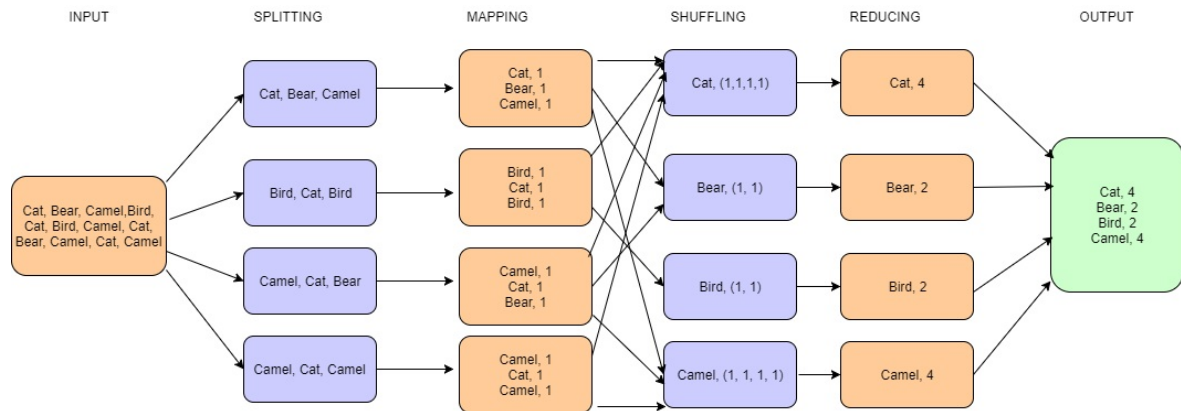 INPUT
SPLITTING
MAPPING
SHUFFLING
REDUCING
OUTPUT
Cat, Bear, Camel,Bird,
Cat, Bird, Camel, Cat,
Bear, Camel, Cat, Camel
Cat, Bear, Camel
Bird, Cat, Bird
Camel, Cat, Bear
Camel, Cat, Camel
Cat, 1
Bear, 1
Camel, 1
Bird, 1
Cat, 1
Bird, 1
Camel, 1
Cat, 1
Bear, 1
Camel, 1
Cat, 1
Camel, 1
Cat, (1,1,1,1)
Bear, (1, 1)
Bird, (1, 1)
Camel, (1, 1, 1, 1)
Cat, 4
Bear, 2
Bird, 2
Camel, 4
Cat, 4
Bear, 2
Bird, 2
Camel, 4